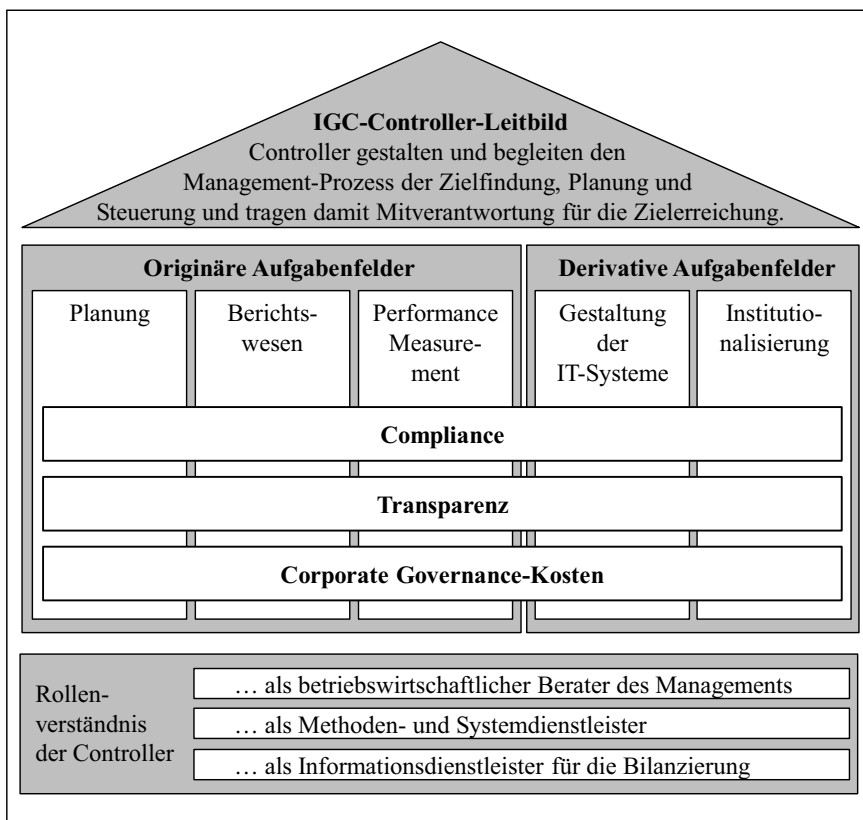 IGC-Controller-Leitbild
Controller gestalten und begleiten den
Management-Prozess der Zielfindung, Planung und
Steuerung und tragen damit Mitverantwortung für die Zielerreichung.
Originäre Aufgabenfelder
Derivative Aufgabenfelder
Planung
Berichts-
wesen
Performance
Measure-
ment
Gestaltung
der
IT-Systeme
Institutio-
nalisierung
Compliance
Transparenz
Corporate Governance-Kosten
Rollen-
verständnis
der Controller
… als betriebswirtschaftlicher Berater des Managements
… als Methoden- und Systemdienstleister
… als Informationsdienstleister für die Bilanzierung